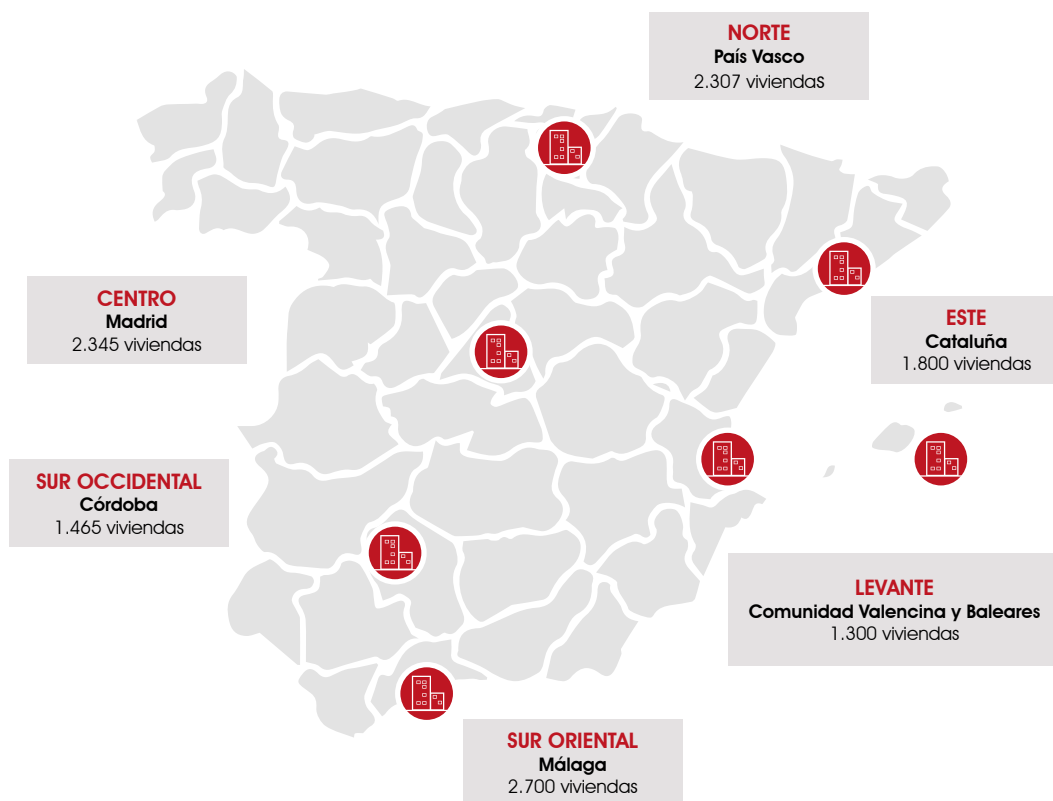 NORTE
País Vasco
2.307 viviendas
CENTRO
Madrid
2.345 viviendas
ESTE
Cataluña
1.800 viviendas
SUR OCCIDENTAL
Córdoba
1.465 viviendas
LEVANTE
Comunidad Valencina y Baleares
1.300 viviendas
SUR ORIENTAL
Málaga
2.700 viviendas